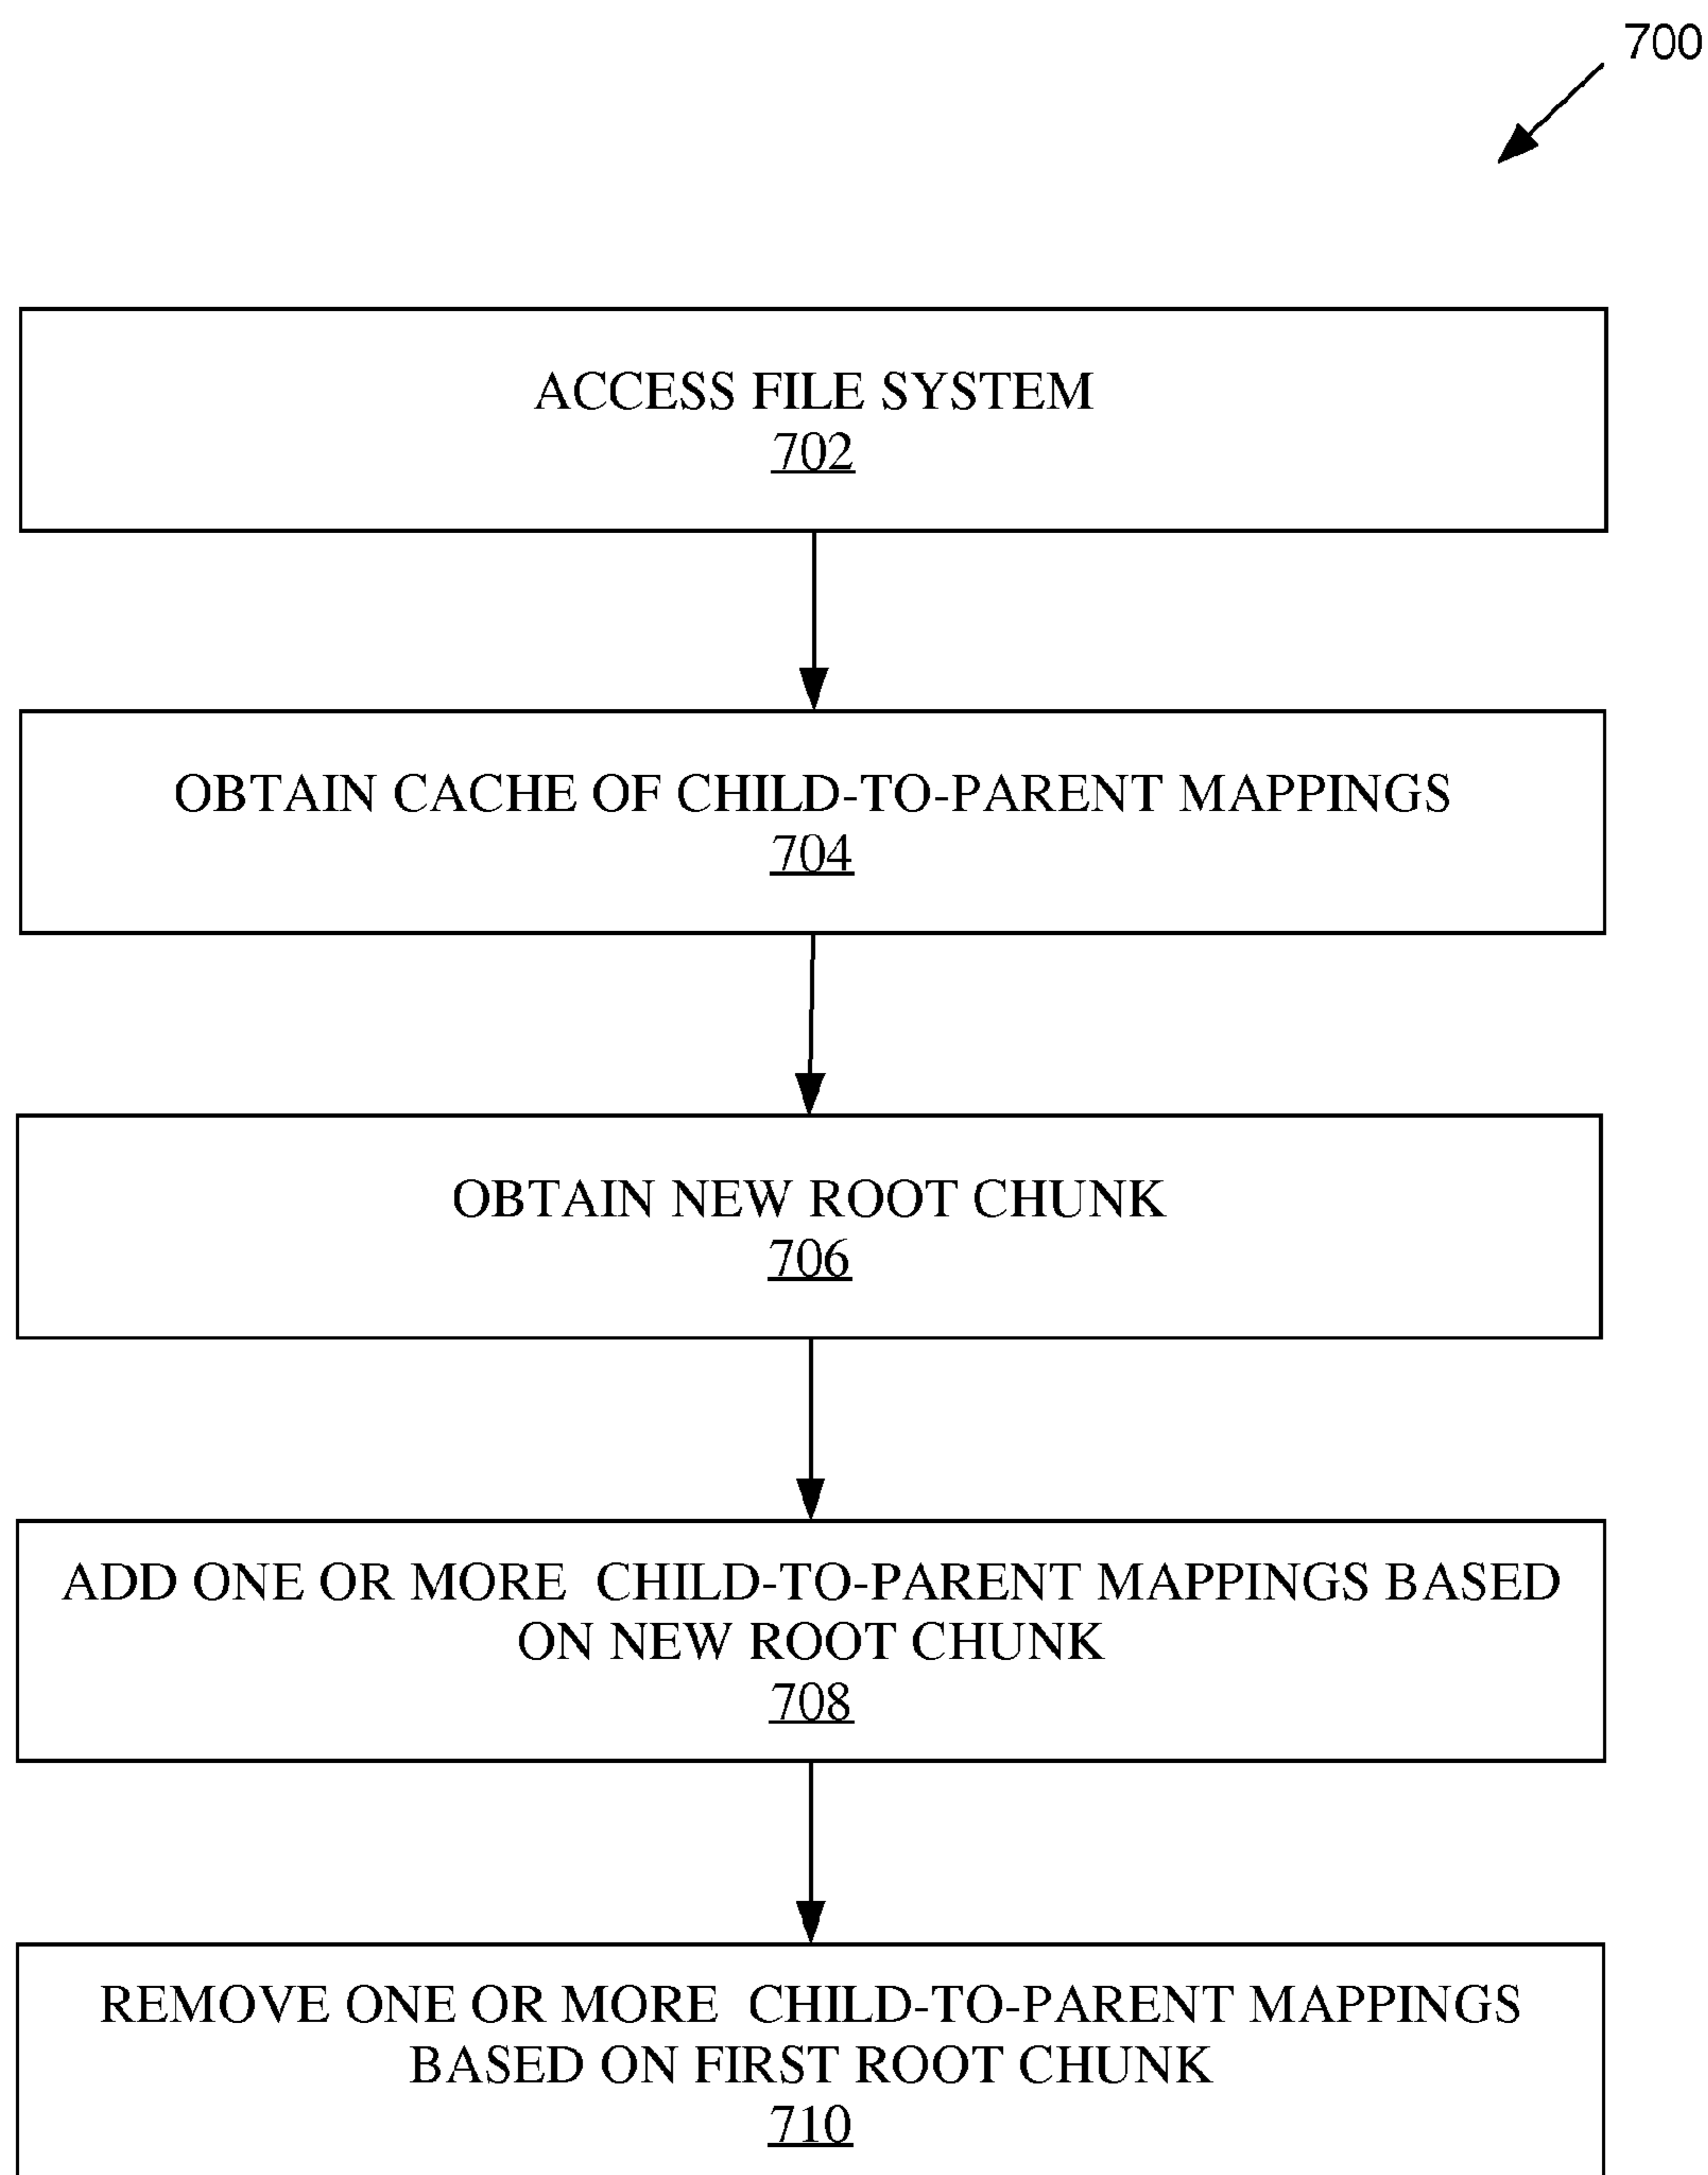 700
ACCESS FILE SYSTEM
702
OBTAIN CACHE OF CHILD-TO-PARENT MAPPINGS
704
OBTAIN NEW ROOT CHUNK
706
ADD ONE OR MORE CHILD-TO-PARENT MAPPINGS BASED
ON NEW ROOT CHUNK
708
REMOVE ONE OR MORE CHILD-TO-PARENT MAPPINGS
BASED ON FIRST ROOT CHUNK
710